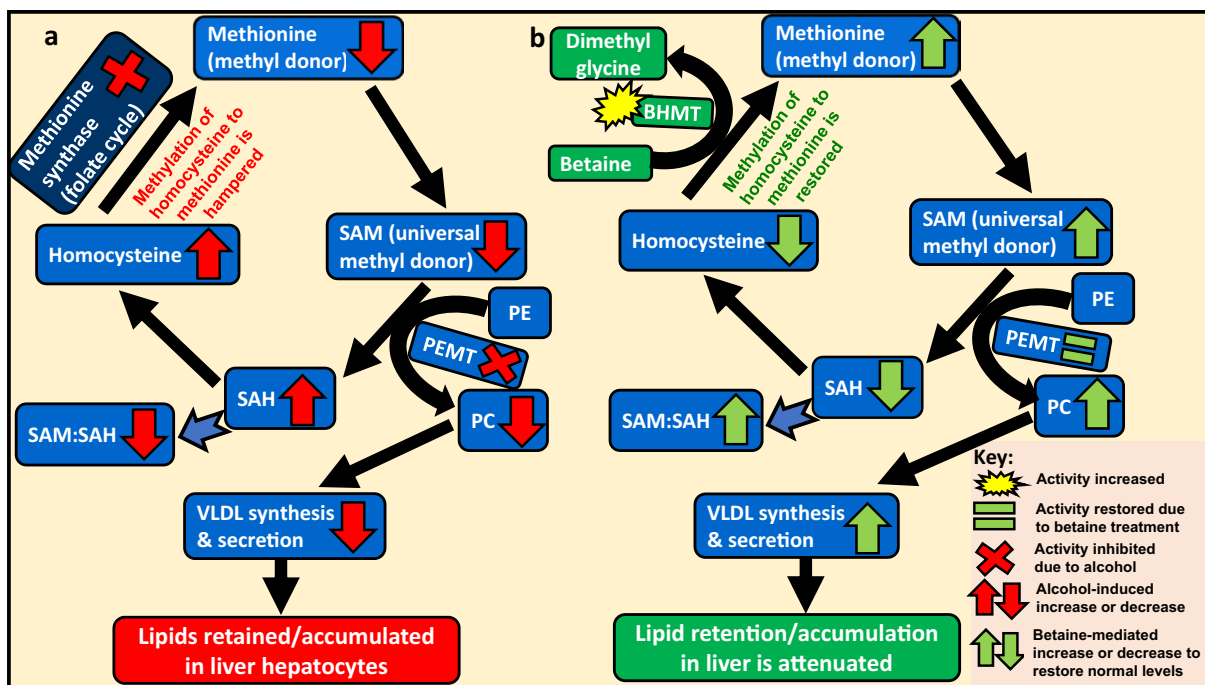 a
Methionine
(methyl donor)
Methionine
synthase
(folate cycle)
Methylation of
homocysteine to
methionine is
hampered
Homocysteine
SAM (universal
methyl donor)
PE
PEMT
SAH
SAM:SAH
PC
VLDL synthesis
& secretion
Lipids retained/accumulated
in liver hepatocytes
b
Dimethyl
glycine
Methionine
(methyl donor)
BHMT
Betaine
Methylation of
homocysteine to
methionine is
restored
Homocysteine
SAM (universal
methyl donor)
PE
PEMT
SAH
SAM:SAH
PC
VLDL synthesis
& secretion
Lipid retention/accumulation
in liver is attenuated
Key:
Activity increased
Activity restored due
to betaine treatment
Activity inhibited
due to alcohol
Alcohol-induced
increase or decrease
Betaine-mediated
increase or decrease to
restore normal levels